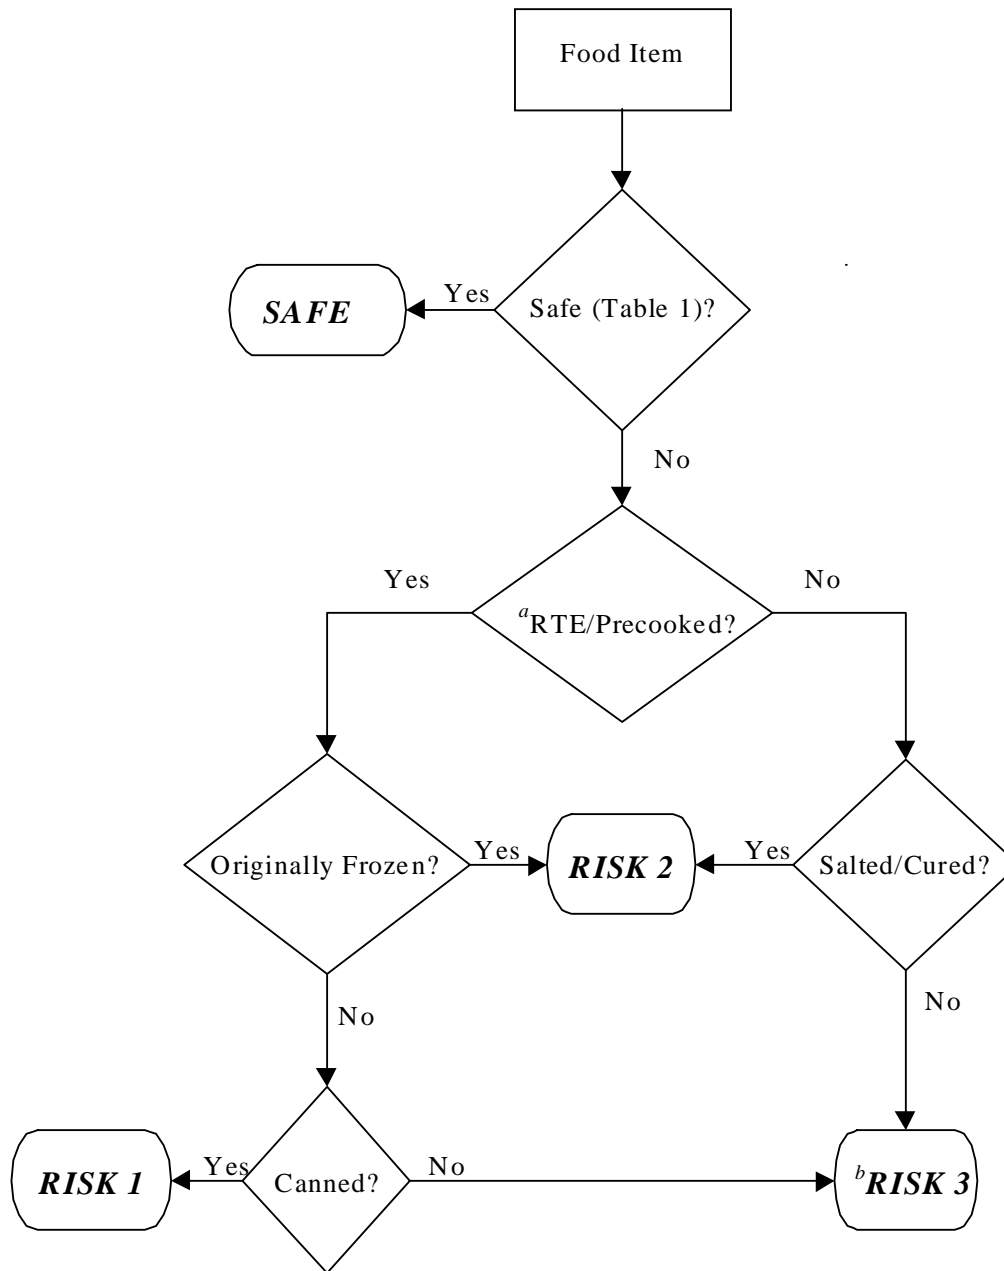 Food Item
Safe (Table 1)?
Yes
SAFE
No
Yes
No
aRTE/Precooked?
Originally Frozen?
Yes
RISK 2
Yes
Salted/Cured?
No
No
RISK 1
Yes
Canned?
No
bRISK 3